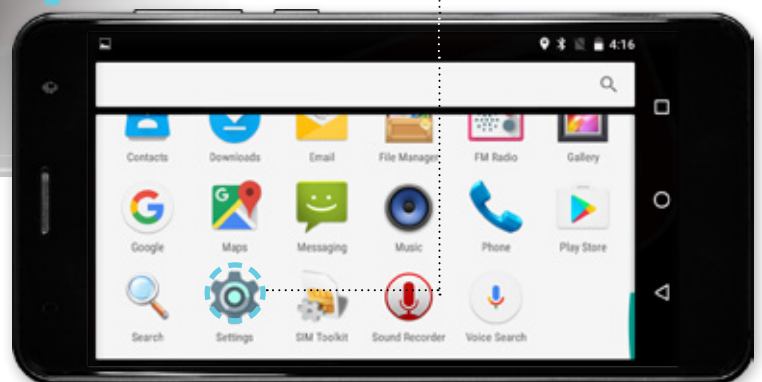 4:16
Contacts Downloads Email File Manager FM Radio Gallery
G G
Google Maps Messaging Music Phone Play Store
Search Settings SIM Toolkit Sound Recorder Voice Search